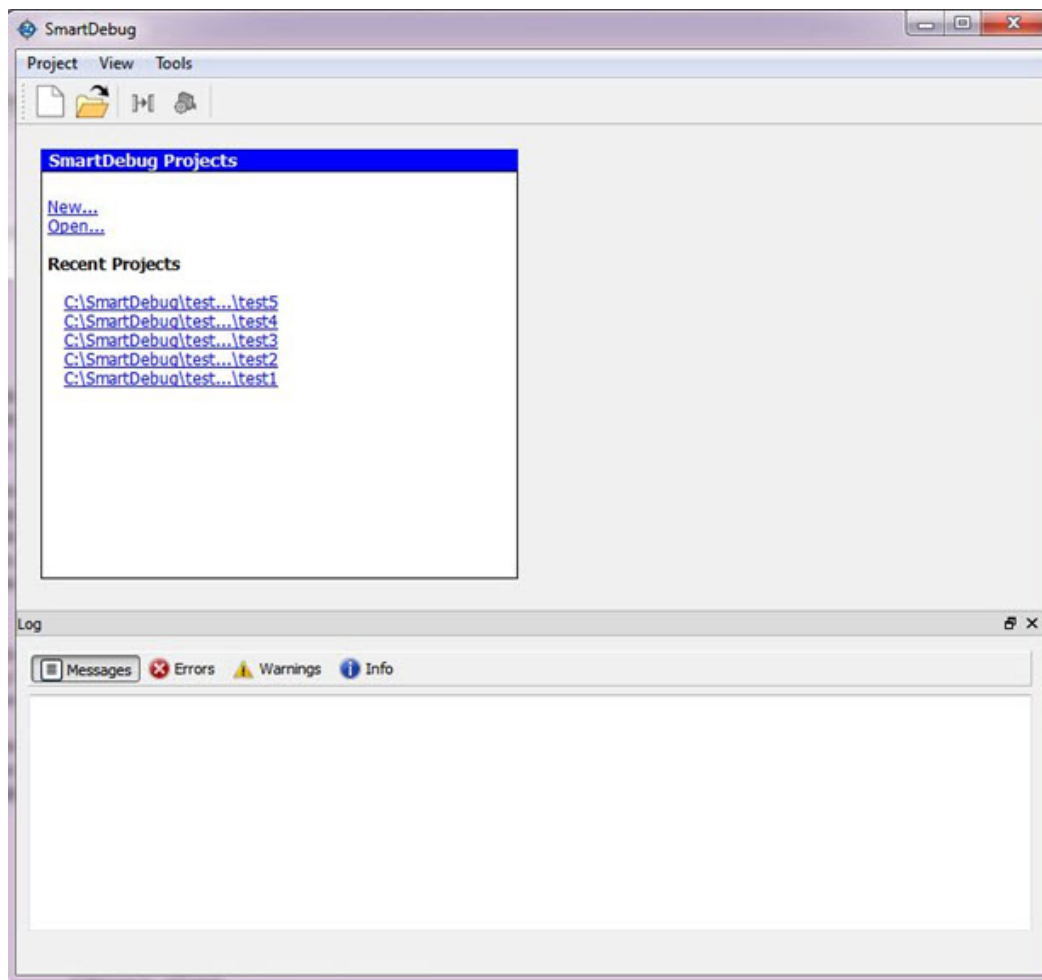 SmartDebug
Project View Tools
SmartDebug Projects
New...
Open...
Recent Projects
C:\SmartDebug\test...\test5
C:\SmartDebug\test...\test4
C:\SmartDebug\test...\test3
C:\SmartDebug\test...\test2
C:\SmartDebug\test...\test1
Log
Messages Errors Warnings Info